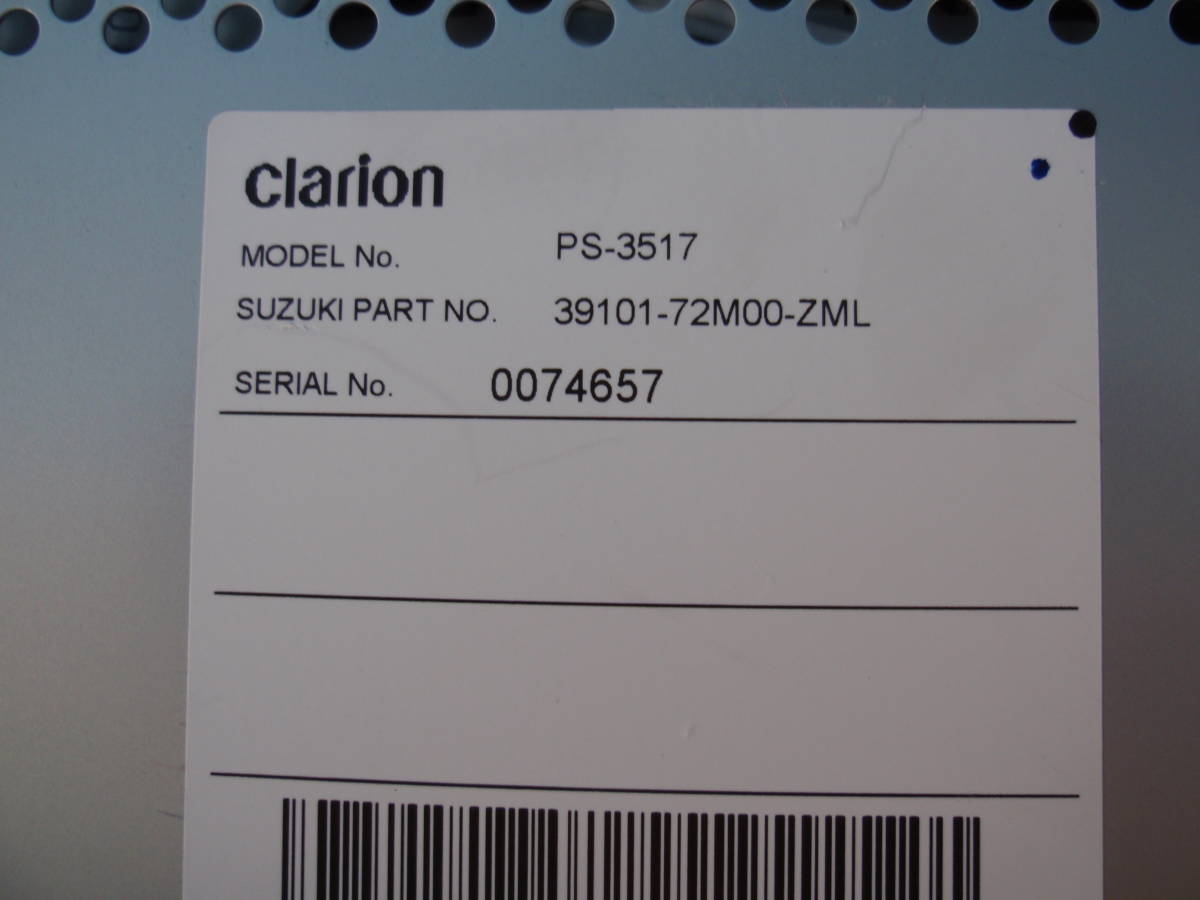 clarion
MODEL No. PS-3517
SUZUKI PART NO. 39101-72M00-ZML
SERIAL No. 0074657